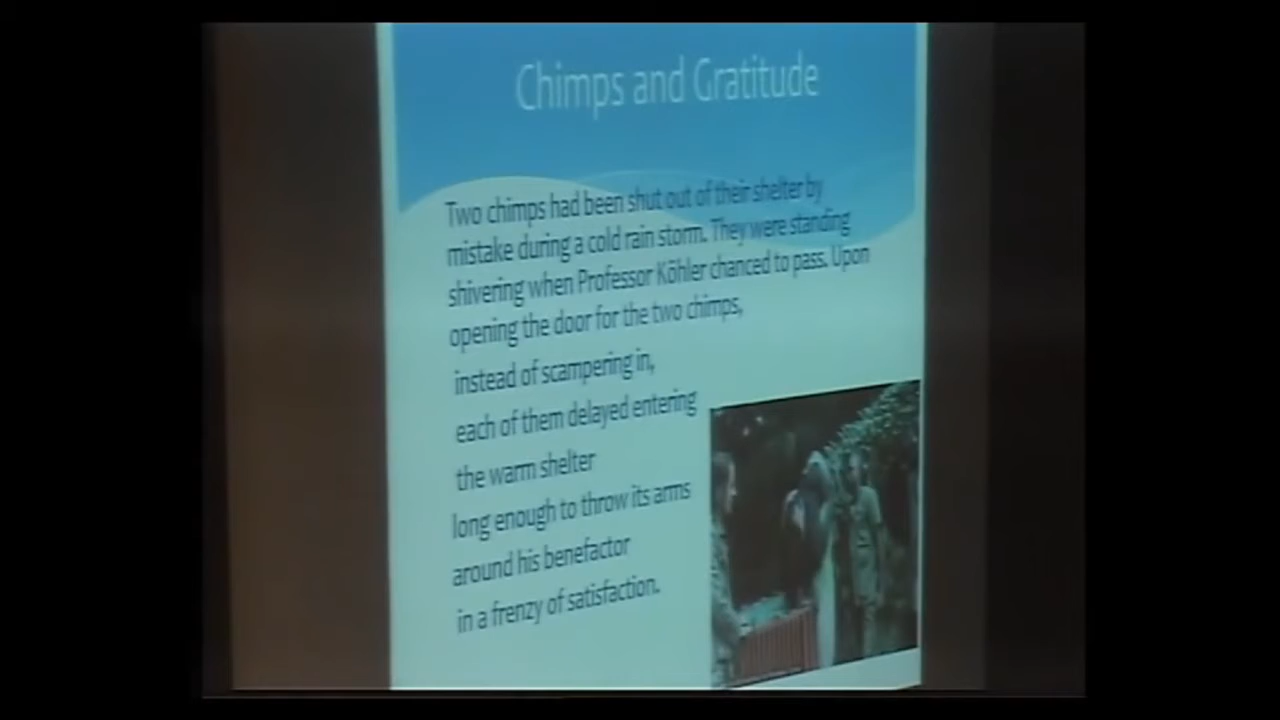 Chimps and Gratitude
Two chimps had been shut out of their shelter by
mistake during a cold rain storm. They were standing
shivering when Professor Köhler chanced to pass. Upon
opening the door for the two chimps,
instead of scampering in,
each of them delayed entering
the warm shelter
long enough to throw its arms
around his benefactor
in a frenzy of satisfaction.